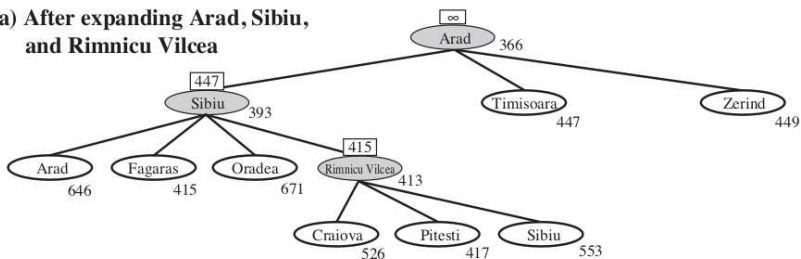 a) After expanding Arad, Sibiu,
and Rimnicu Vilcea
∞
Arad
366
447
Sibiu
393
Timisoara
447
Zerind
449
Arad
646
Fagaras
415
Oradea
671
415
Rimnicu Vilcea
413
Craiova
526
Pitesti
417
Sibiu
553